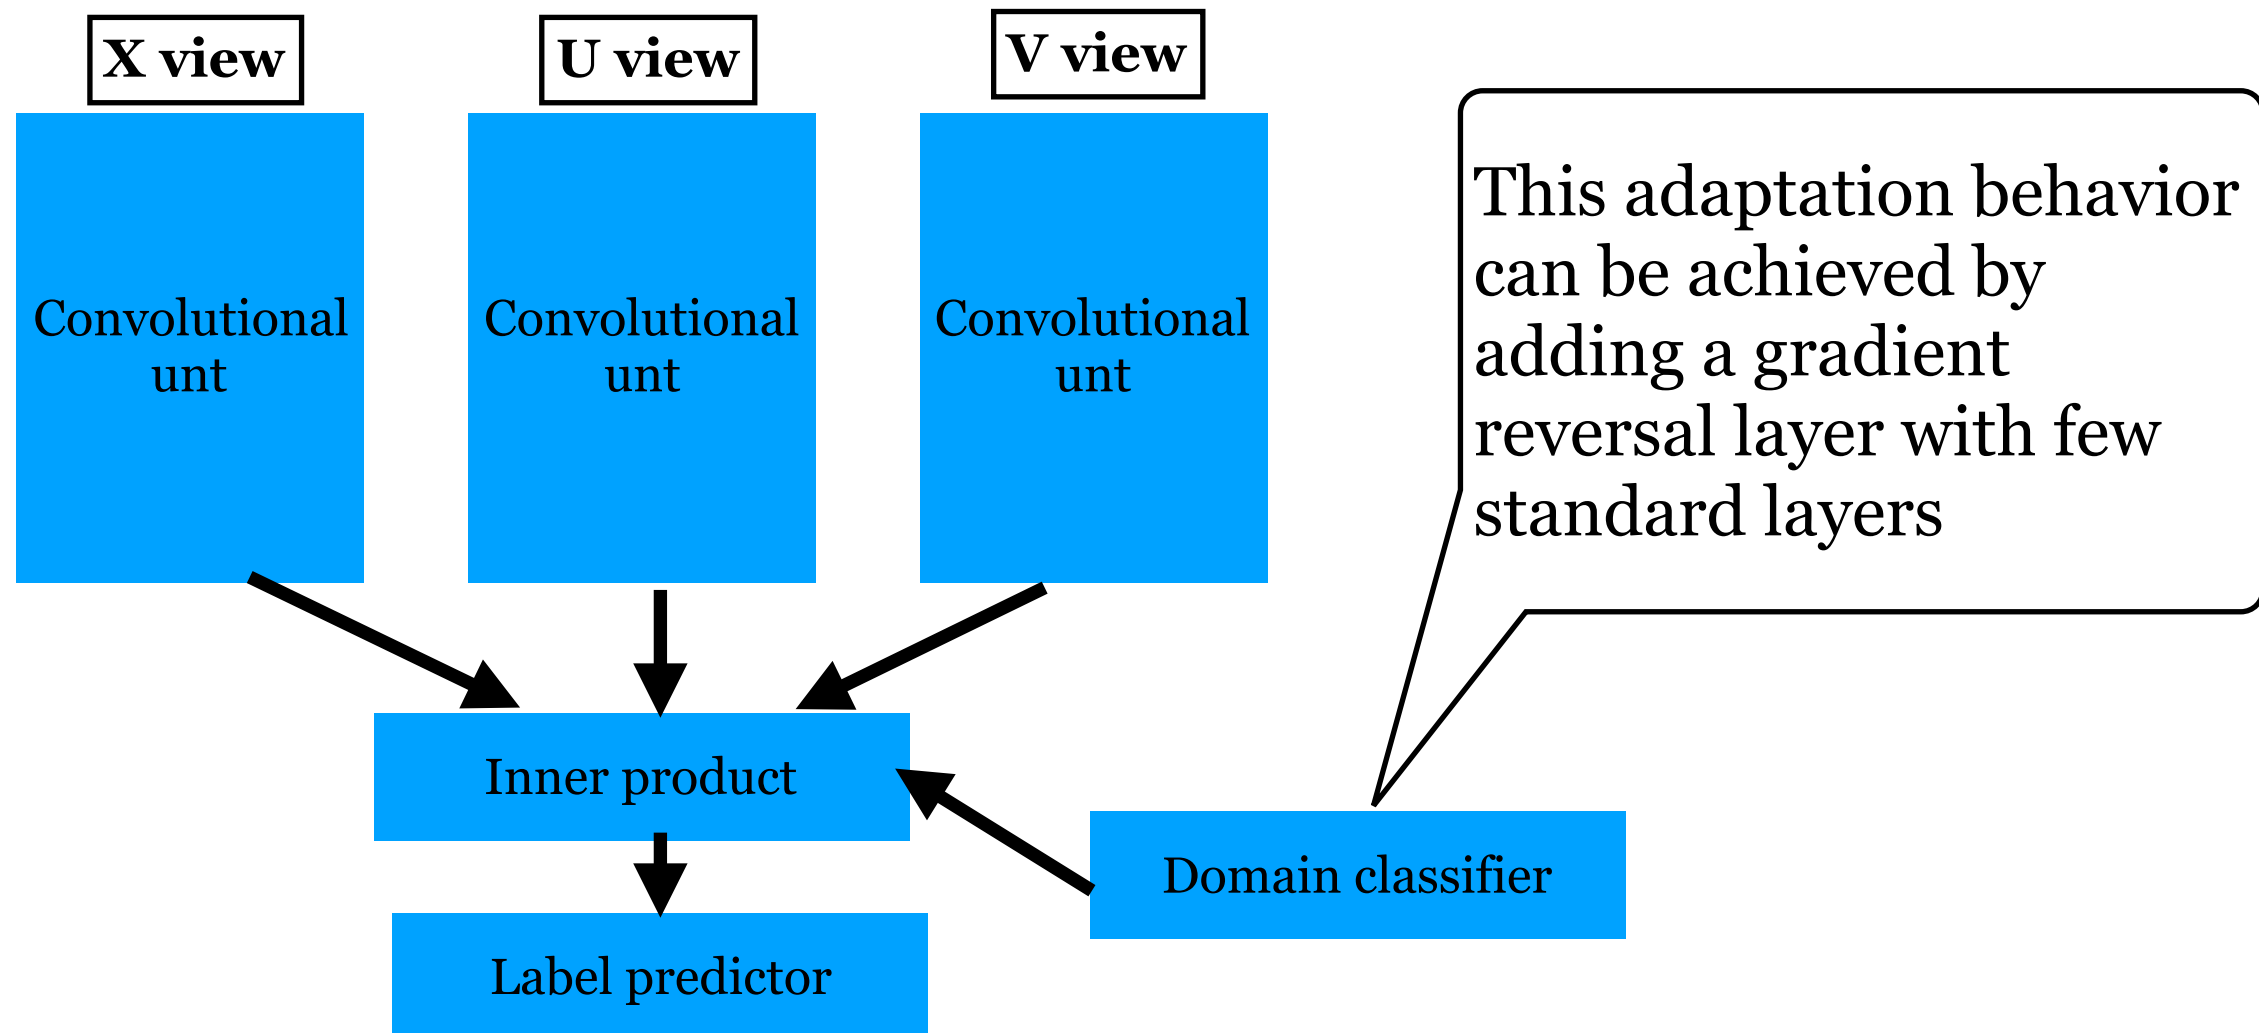 X view
U view
V view
Convolutional
unt
Convolutional
unt
Convolutional
unt
This adaptation behavior
can be achieved by
adding a gradient
reversal layer with few
standard layers
Inner product
Domain classifier
Label predictor